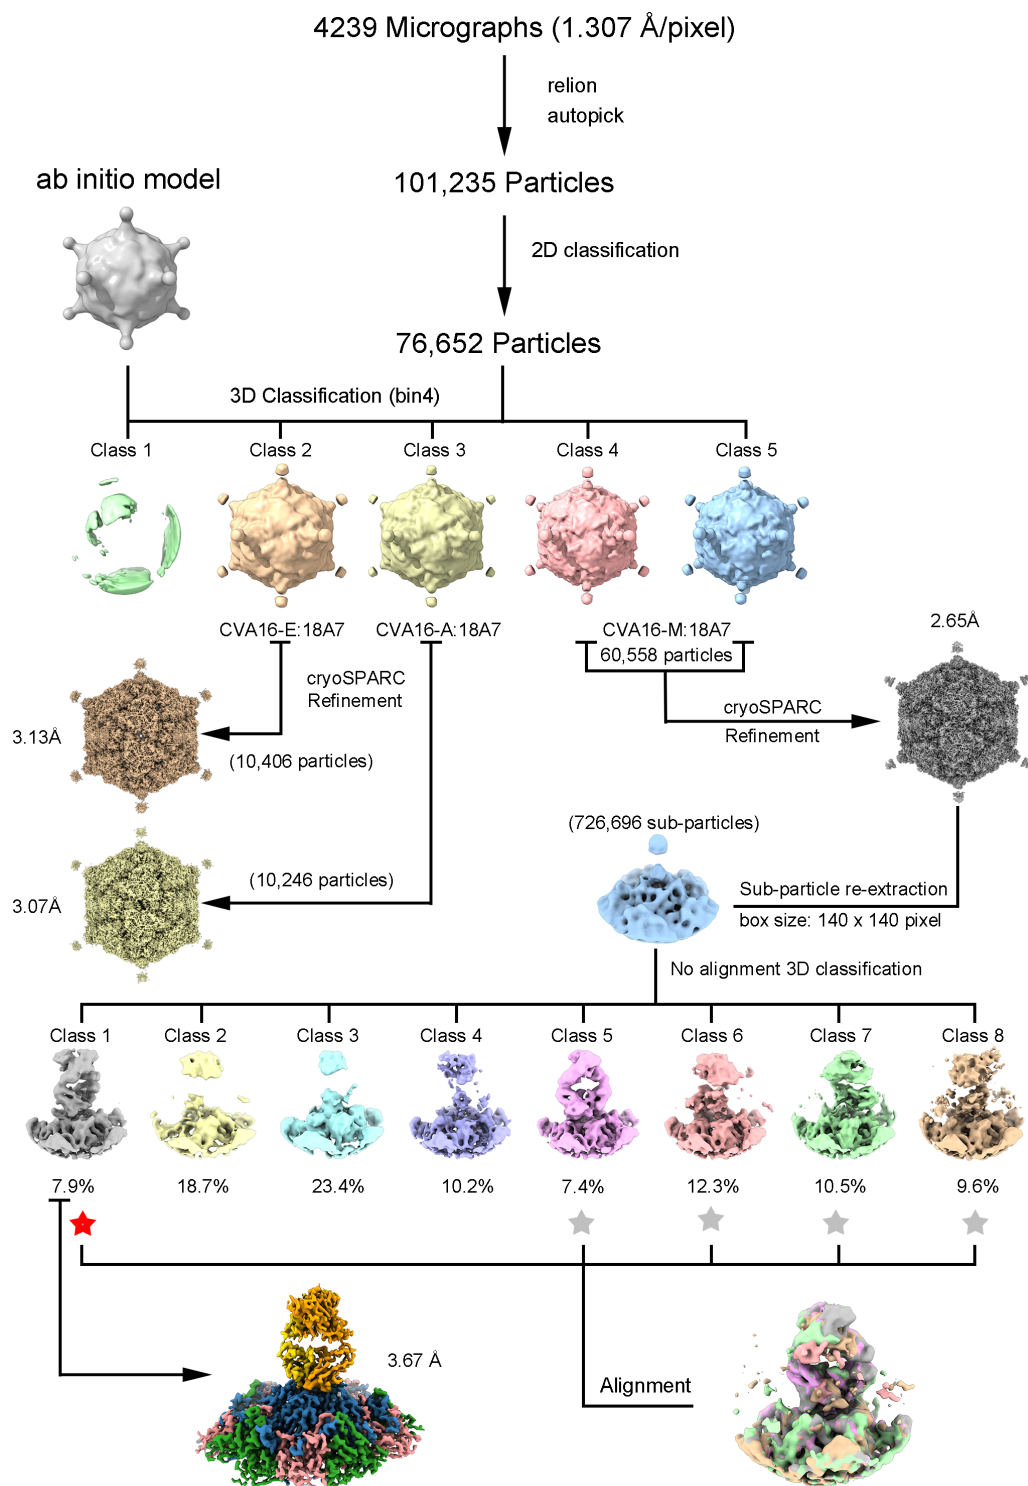 4239 Micrographs (1.307 Å/pixel)
relion
autopick
ab initio model
101,235 Particles
2D classification
76,652 Particles
3D Classification (bin4)
Class 1
Class 2
Class 3
Class 4
Class 5
CVA16-E:18A7
CVA16-A:18A7
CVA16-M:18A7
60,558 particles
2.65Å
cryoSPARC
Refinement
cryoSPARC
Refinement
3.13Å
(10,406 particles)
(726,696 sub-particles)
(10,246 particles)
3.07Å
Sub-particle re-extraction
box size: 140 x 140 pixel
No alignment 3D classification
Class 1
Class 2
Class 3
Class 4
Class 5
Class 6
Class 7
Class 8
7.9%
18.7%
23.4%
10.2%
7.4%
12.3%
10.5%
9.6%
3.67 Å
Alignment